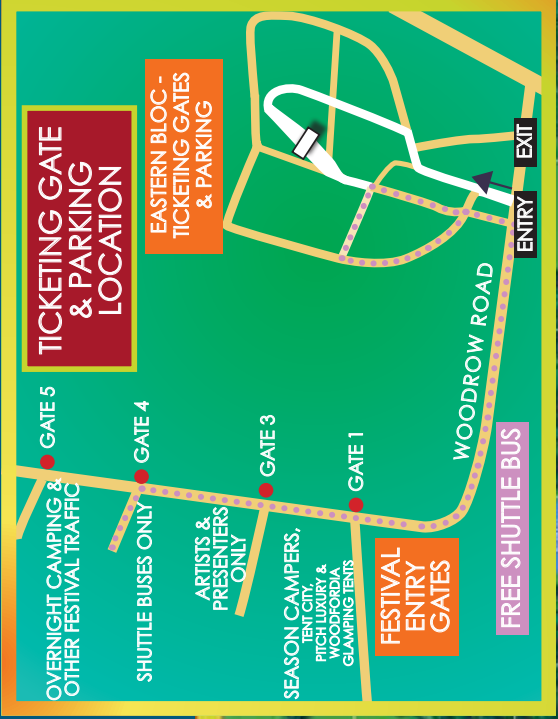 TICKETING GATE
& PARKING
LOCATION
EASTERN BLOC -
TICKETING GATES
& PARKING
EXIT
ENTRY
WOODROW ROAD
GATE 5
GATE 4
GATE 3
GATE 1
OVERNIGHT CAMPING &
OTHER FESTIVAL TRAFFIC
SHUTTLE BUSES ONLY
ARTISTS &
PRESENTERS
ONLY
SEASON CAMPERS,
TENT CITY,
PITCH LUXURY &
WOODFORDIA
GLAMPING TENTS
FESTIVAL
ENTRY
GATES
FREE SHUTTLE BUS